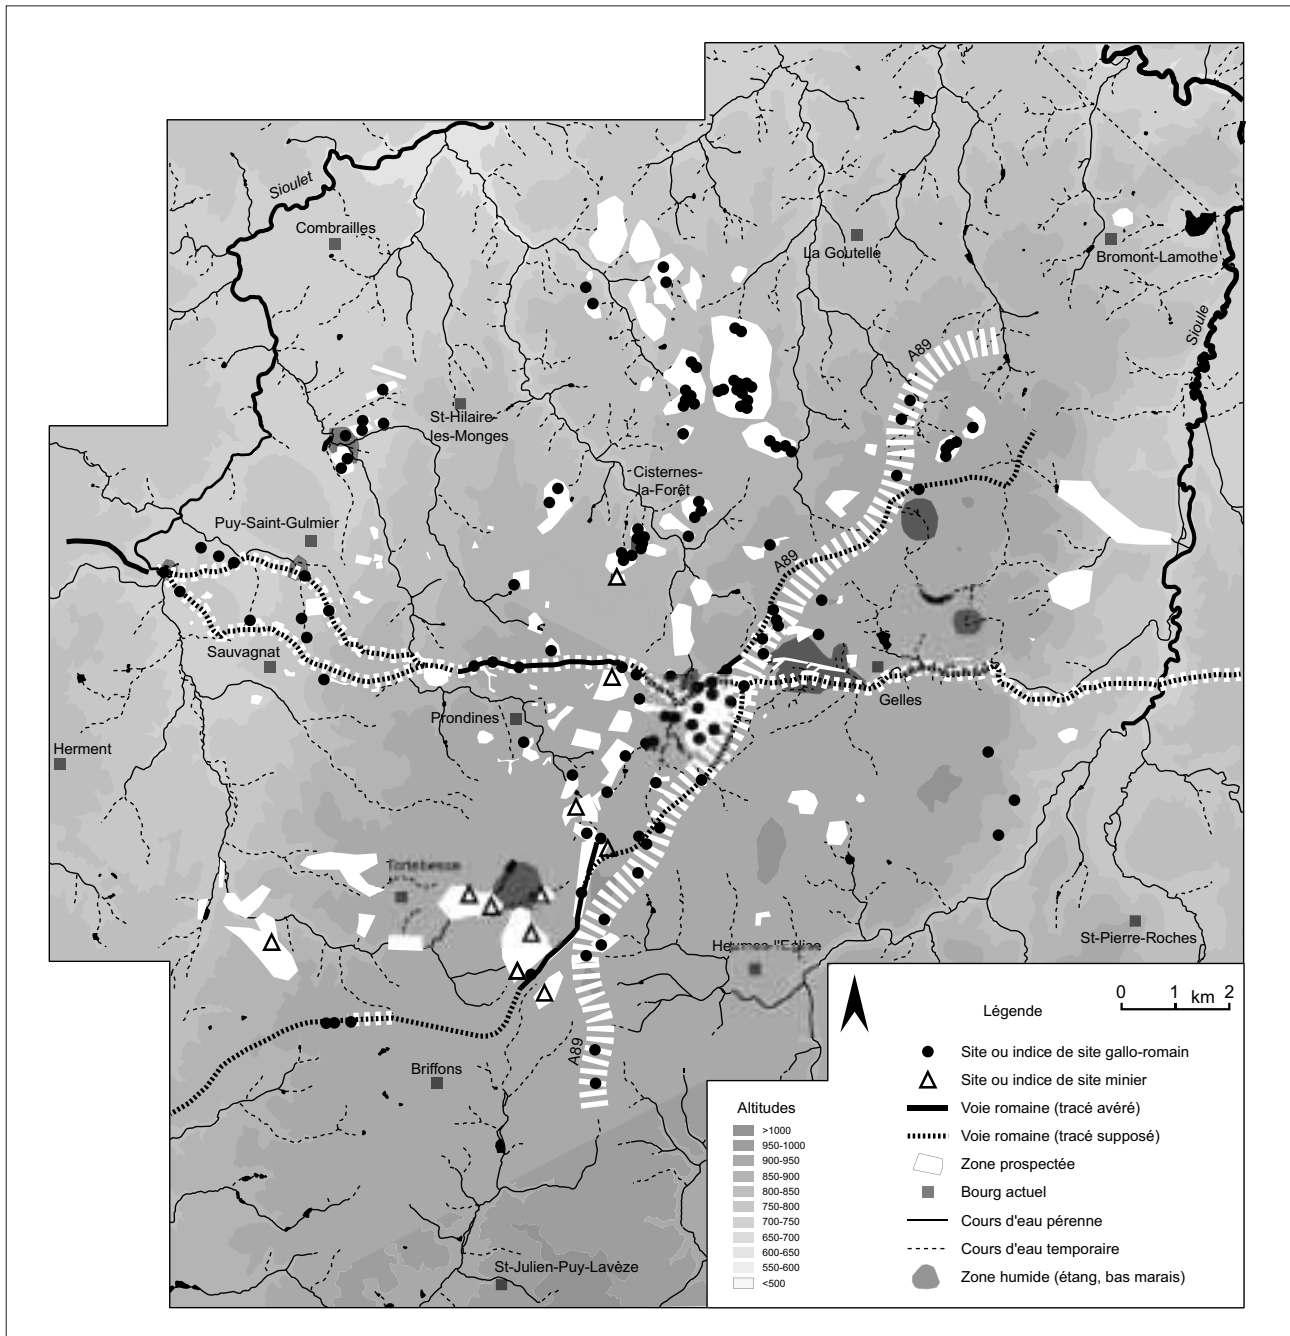 Sioulet
Combrailles
La Goutelle
Bromont-Lamothe
Sioule
A89
St-Hilaire-
les-Monges
Cisternes-
la-Forêt
Puy-Saint-Gulmier
A89
Sauvagnat
Gelles
Prondines
Herment
Tortebesse
St-Pierre-Roches
A89
Briffons
St-Julien-Puy-Lavèze
Légende
0 1 km 2
Site ou indice de site gallo-romain
Site ou indice de site minier
Voie romaine (tracé avéré)
Voie romaine (tracé supposé)
Zone prospectée
Bourg actuel
Cours d'eau pérenne
Cours d'eau temporaire
Zone humide (étang, bas marais)
Altitudes
>1000
950-1000
900-950
850-900
800-850
750-800
700-750
650-700
600-650
550-600
<500